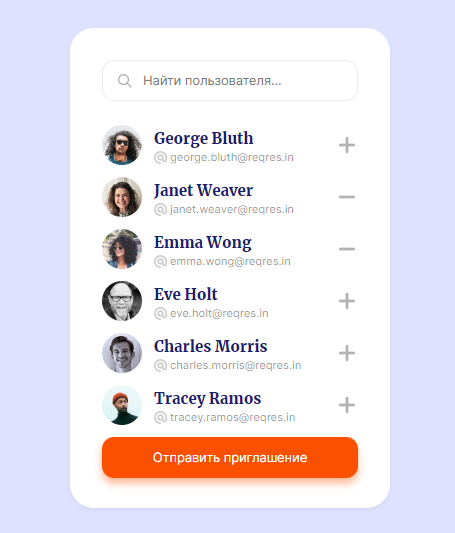 Найти пользователя...
George Bluth
george.bluth@reqres.in
Janet Weaver
janet.weaver@reqres.in
Emma Wong
emma.wong@reqres.in
Eve Holt
eve.holt@reqres.in
Charles Morris
charles.morris@reqres.in
Tracey Ramos
tracey.ramos@reqres.in
Отправить приглашение